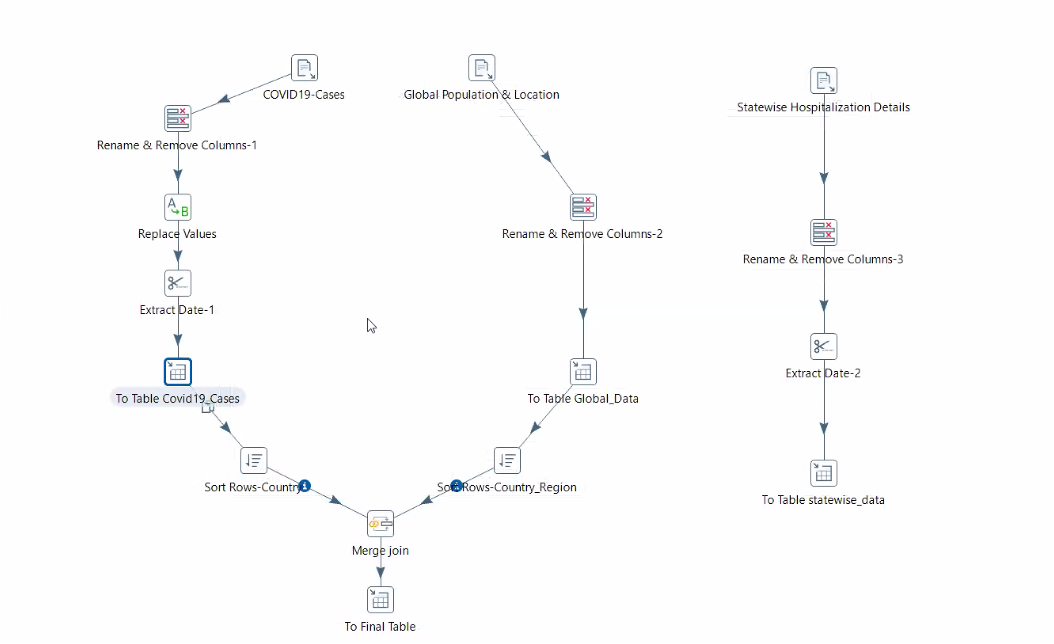 COVID19-Cases
Global Population & Location
Statewise Hospitalization Details
Rename & Remove Columns-1
A
B
Replace Values
Rename & Remove Columns-2
Rename & Remove Columns-3
Extract Date-1
Extract Date-2
To Table Covid19_Cases
To Table Global_Data
Sort Rows-Country
Sort Rows-Country_Region
To Table statewise_data
Merge join
To Final Table